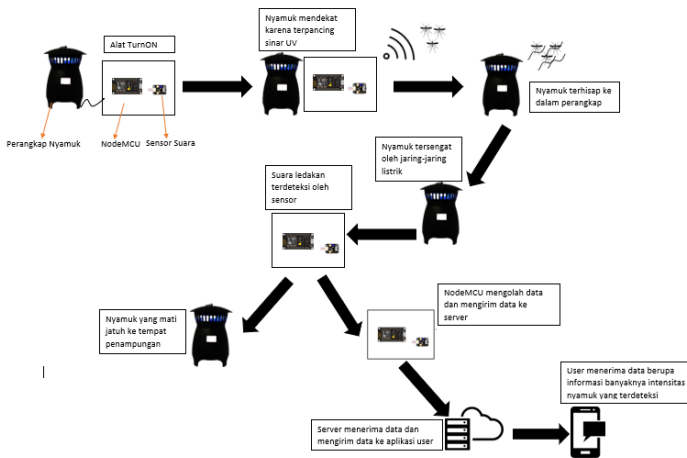 Alat TurnON
Nyamuk mendekat
karena terpancing
sinar UV
Nyamuk terhisap ke
dalam perangkap
Perangkap Nyamuk
NodeMCU
Sensor Suara
Nyamuk tersengat
oleh jaring-jaring
listrik
Suara ledakan
terdeteksi oleh
sensor
NodeMCU mengolah data
dan mengirim data ke
server
Nyamuk yang mati
jatuh ke tempat
penampungan
User menerima data berupa
informasi banyaknya intensitas
nyamuk yang terdeteksi
Server menerima data dan
mengirim data ke aplikasi user